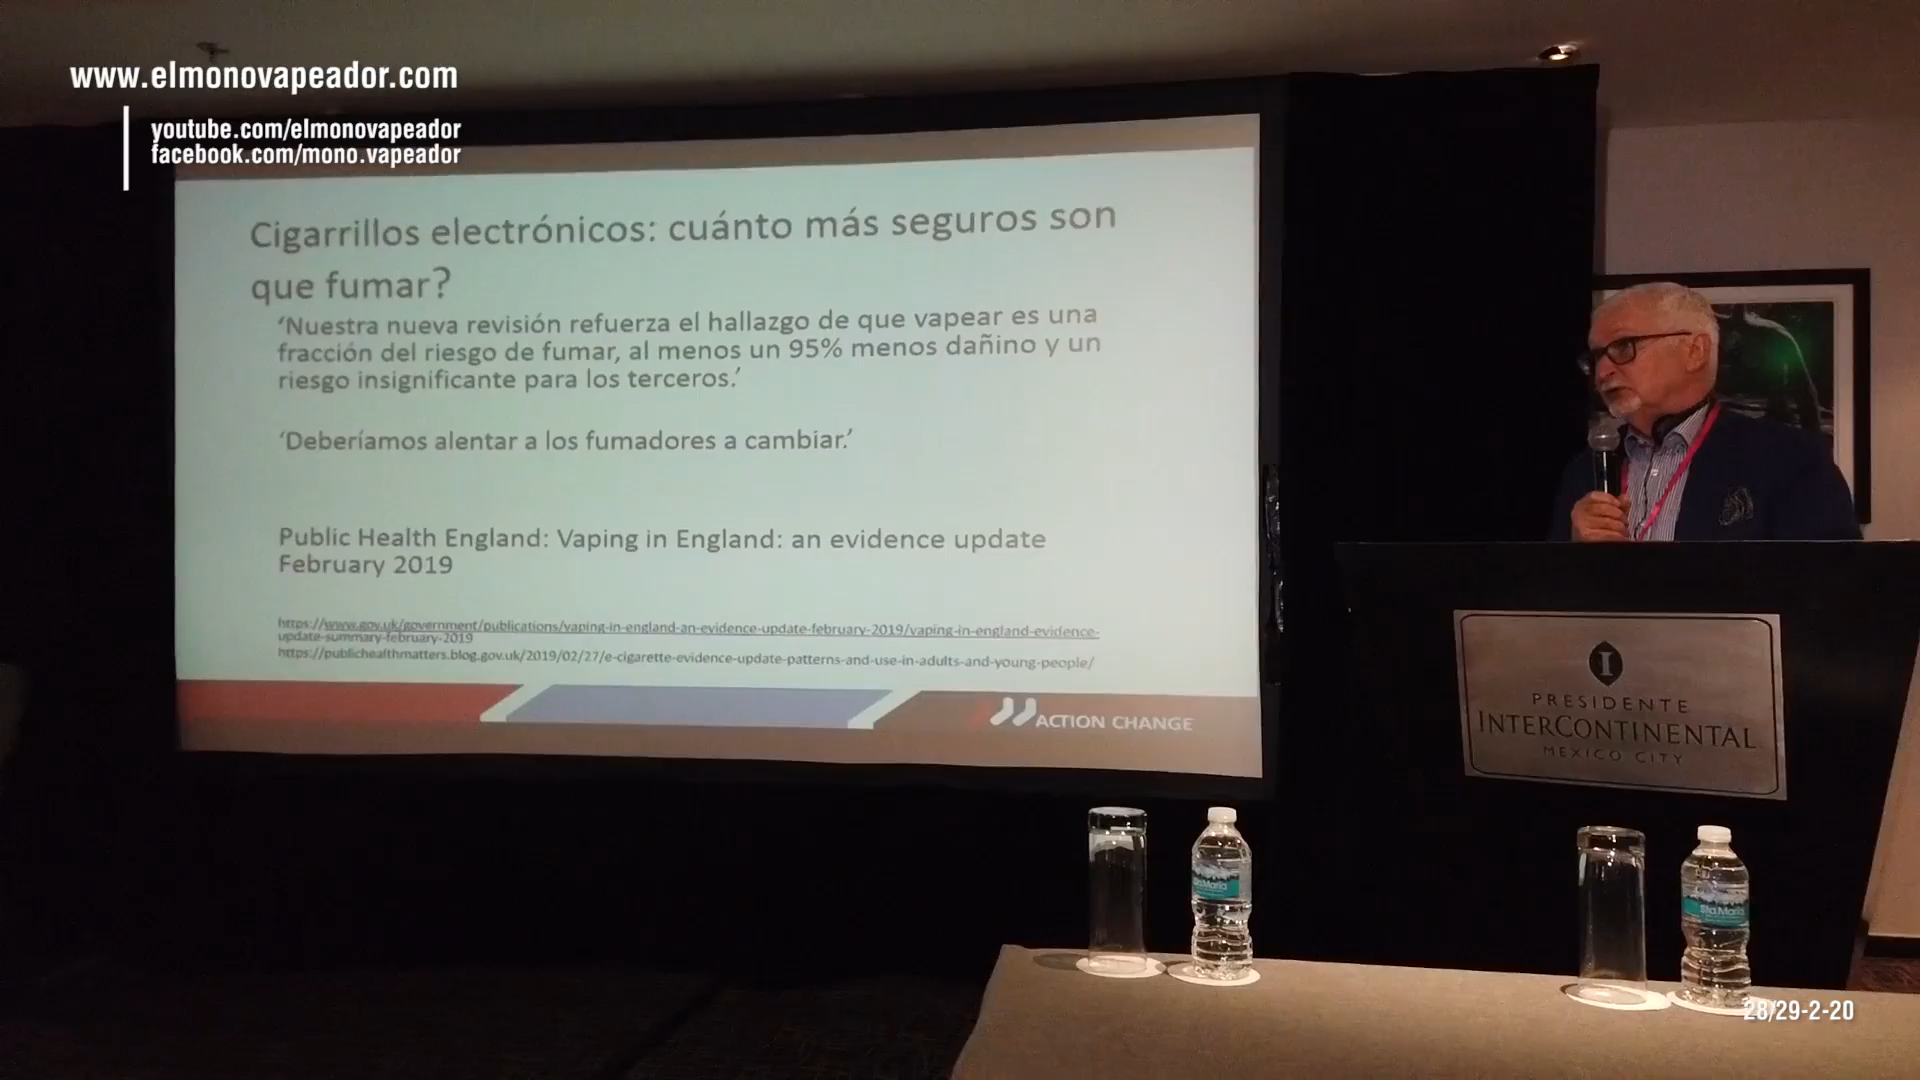 www.elmonovapeador.com
youtube.com/elmonovapeador
facebook.com/mono.vapeador
Cigarrillos electrónicos: cuánto más seguros son
que fumar?
‘Nuestra nueva revisión refuerza el hallazgo de que vapear es una
fracción del riesgo de fumar, al menos un 95% menos dañino y un
riesgo insignificante para los terceros.’
‘Deberíamos alentar a los fumadores a cambiar.’
Public Health England: Vaping in England: an evidence update
February 2019
https://www.gov.uk/government/publications/vaping-in-england-an-evidence-update-february-2019/vaping-in-england-evidence-
update-summary-february-2019
https://publichealthmatters.blog.gov.uk/2019/02/27/e-cigarette-evidence-update-patterns-and-use-in-adults-and-young-people/
ACTION CHANGE
I
PRESIDENTE
INTERCONTINENTAL
MEXICO CITY
Sta.María
28/29-2-20